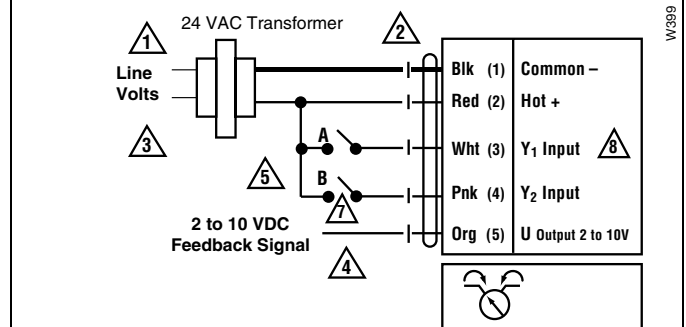 24 VAC Transformer
W399
1
2
Line
Volts
3
Blk (1) Common –
Red (2) Hot +
A
Wht (3) Y1 Input
8
5
B
Pnk (4) Y2 Input
7
2 to 10 VDC
Feedback Signal
4
Org (5) U Output 2 to 10V